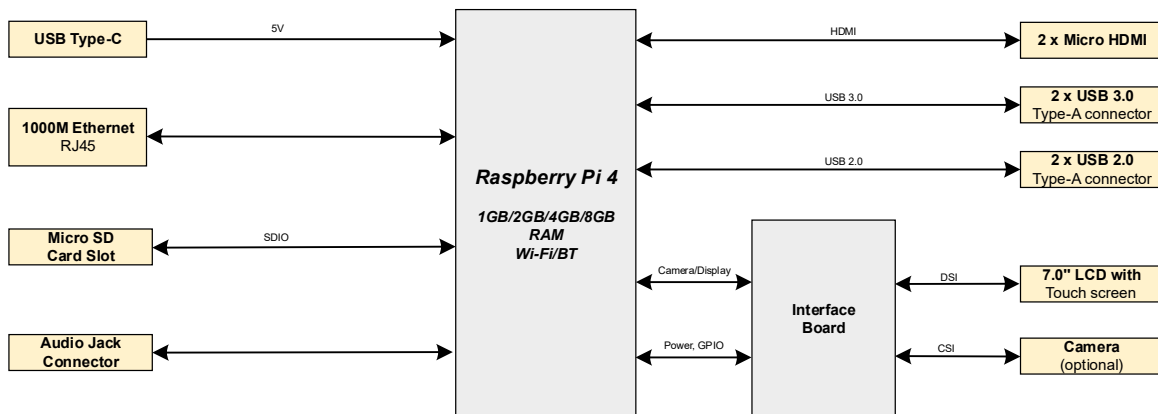 USB Type-C
5V
1000M Ethernet
RJ45
Micro SD
Card Slot
SDIO
Audio Jack
Connector
Raspberry Pi 4
1GB/2GB/4GB/8GB
RAM
Wi-Fi/BT
HDMI
2 x Micro HDMI
USB 3.0
2 x USB 3.0
Type-A connector
USB 2.0
2 x USB 2.0
Type-A connector
Camera/Display
Power, GPIO
Interface
Board
DSI
7.0" LCD with
Touch screen
CSI
Camera
(optional)